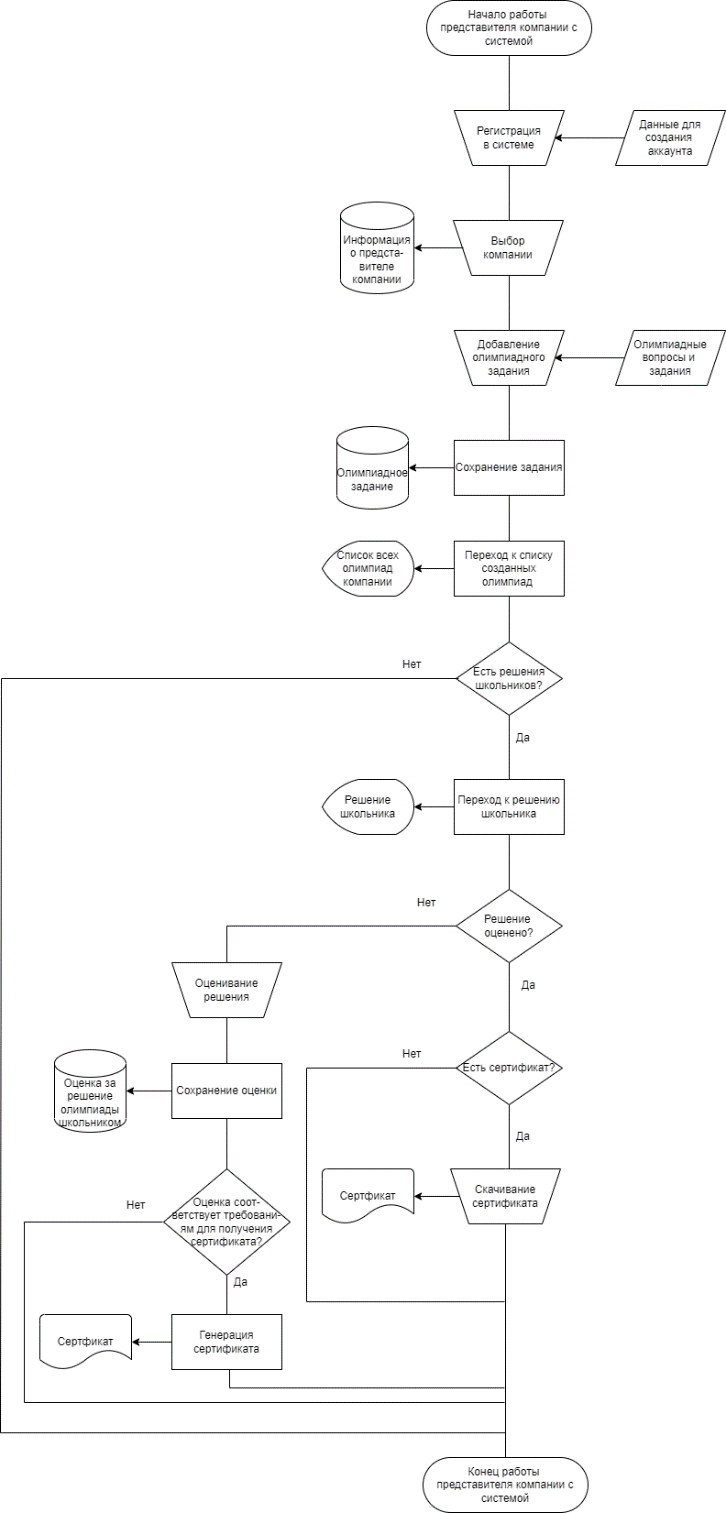 Начало работы
представителя компании с
системой
Регистрация
в системе
Данные для
создания
аккаунта
Информация
о предста-
вителе
компании
Выбор
компании
Добавление
олимпиадного
задания
Олимпиадные
вопросы и
задания
Олимпиадное
задание
Сохранение задания
Список всех
олимпиад
компании
Переход к списку
созданных
олимпиад
Нет
Есть решения
школьников?
Да
Решение
школьника
Переход к решению
школьника
Нет
Решение
оценено?
Оценивание
решения
Да
Нет
Есть сертификат?
Оценка за
решение
олимпиады
школьником
Сохранение оценки
Да
Сертфикат
Скачивание
сертификата
Нет
Оценка соот-
ветствует требовани-
ям для получения
сертификата?
Да
Сертфикат
Генерация
сертификата
Конец работы
представителя компании с
системой